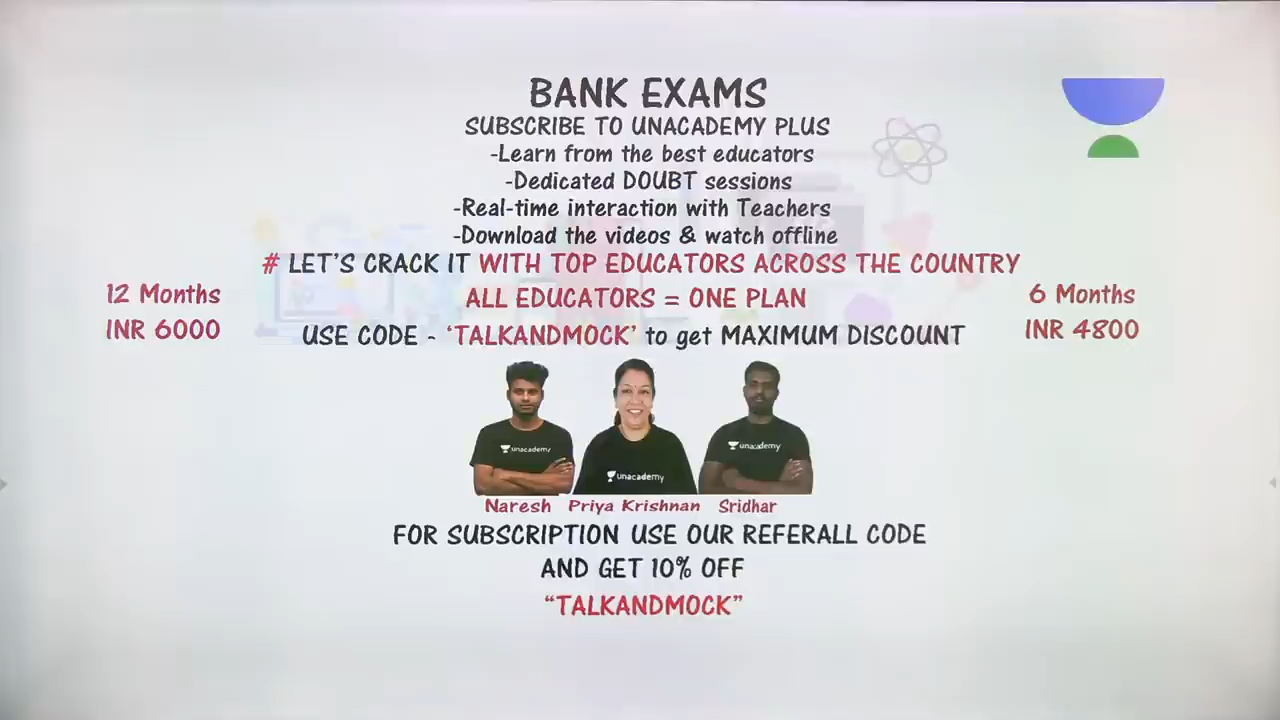 BANK EXAMS
SUBSCRIBE TO UNACADEMY PLUS
-Learn from the best educators
-Dedicated DOUBT sessions
-Real-time interaction with Teachers
-Download the videos & watch offline
# LET'S CRACK IT WITH TOP EDUCATORS ACROSS THE COUNTRY
12 Months
INR 6000
ALL EDUCATORS = ONE PLAN
USE CODE - 'TALKANDMOCK' to get MAXIMUM DISCOUNT
6 Months
INR 4800
unacademy
unacademy
unacademy
Naresh
Priya Krishnan
Sridhar
FOR SUBSCRIPTION USE OUR REFERALL CODE
AND GET 10% OFF
"TALKANDMOCK"